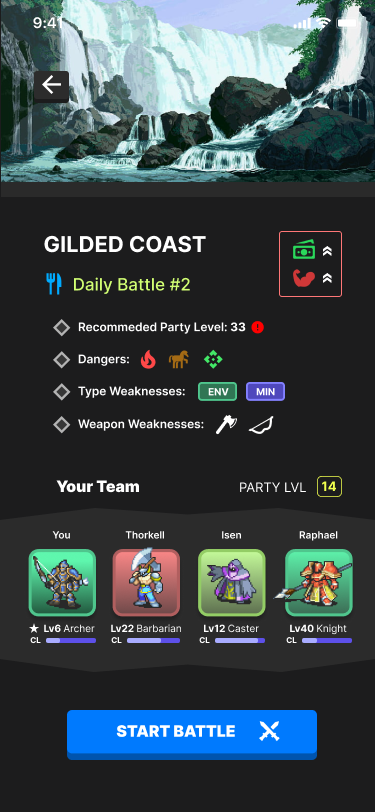 9:41
GILDED COAST
Daily Battle #2
Recommeded Party Level: 33
Dangers:
Type Weaknesses: ENV MIN
Weapon Weaknesses:
Your Team PARTY LVL 14
You Thorkell Isen Raphael
★ Lv6 Archer Lv22 Barbarian Lv12 Caster Lv40 Knight
CL CL CL CL
START BATTLE